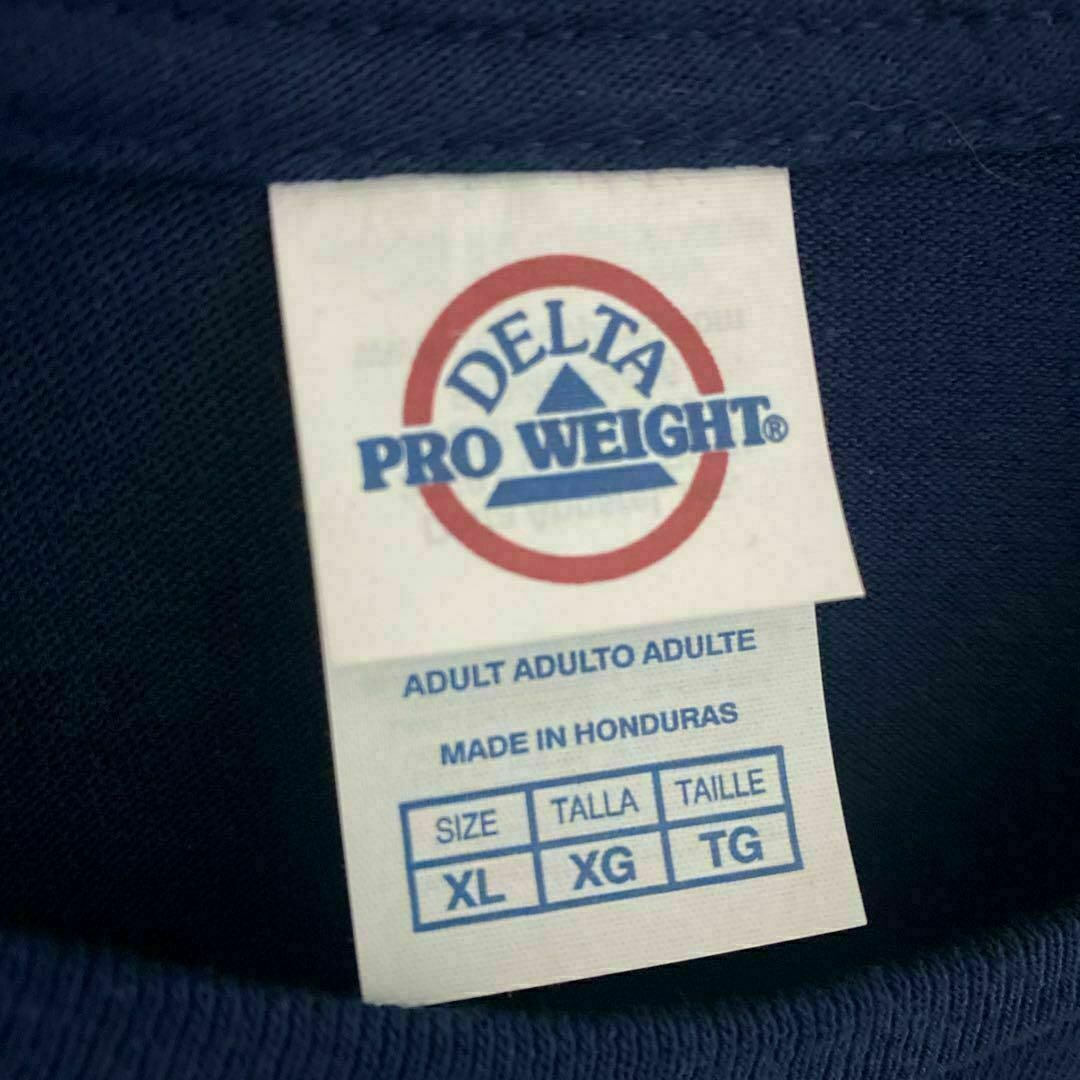 DELTA
PRO WEIGHT®
ADULT ADULTO ADULTE
MADE IN HONDURAS
SIZE TALLA TAILLE
XL XG TG